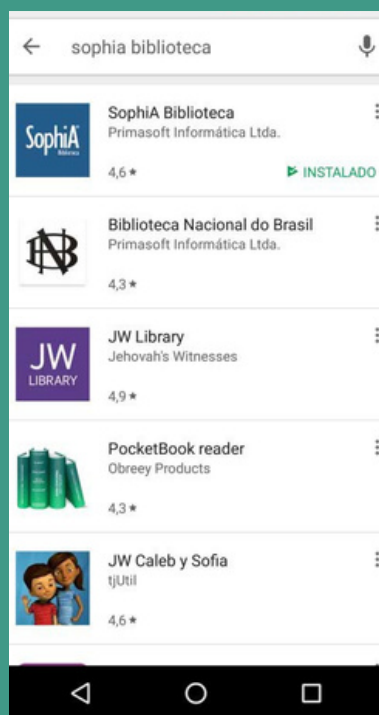 sophia biblioteca
SophiA
Biblioteca
SophiA Biblioteca
Primasoft Informática Ltda.
4,6 ★
INSTALADO
BN
Biblioteca Nacional do Brasil
Primasoft Informática Ltda.
4,3 ★
JW
LIBRARY
JW Library
Jehovah's Witnesses
4,9 ★
PocketBook reader
Obreey Products
4,3 ★
JW Caleb y Sofia
tjUtil
4,6 ★